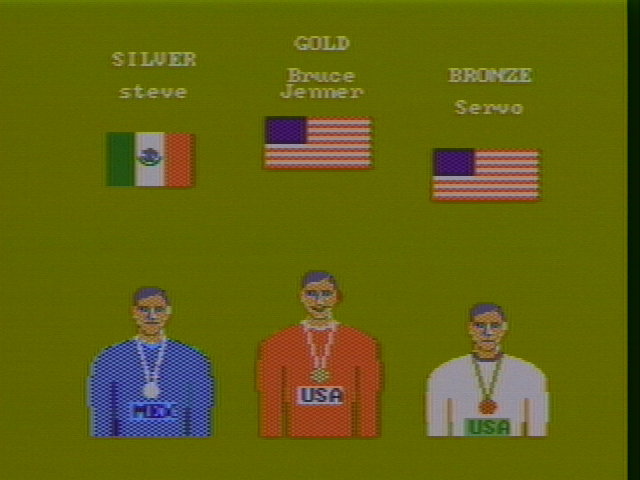 SILVER
steve
GOLD
Bruce
Jenner
BRONZE
Servo
MEX
USA
USA